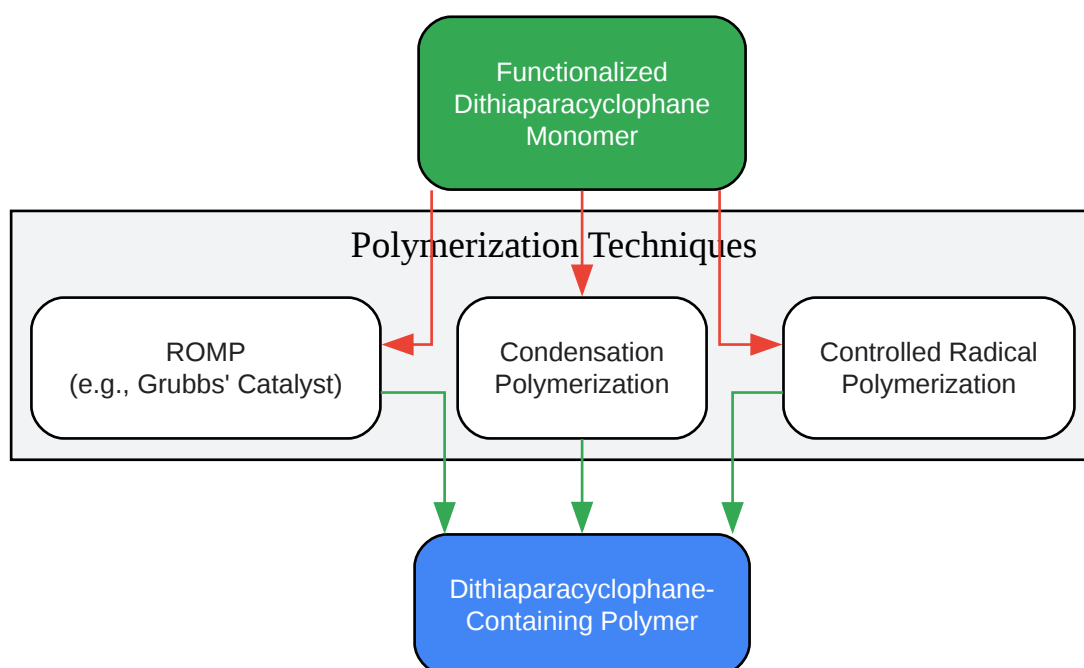 Functionalized
Dithiaparacyclophane
Monomer
Polymerization Techniques
ROMP
(e.g., Grubbs' Catalyst)
Condensation
Polymerization
Controlled Radical
Polymerization
Dithiaparacyclophane-
Containing Polymer